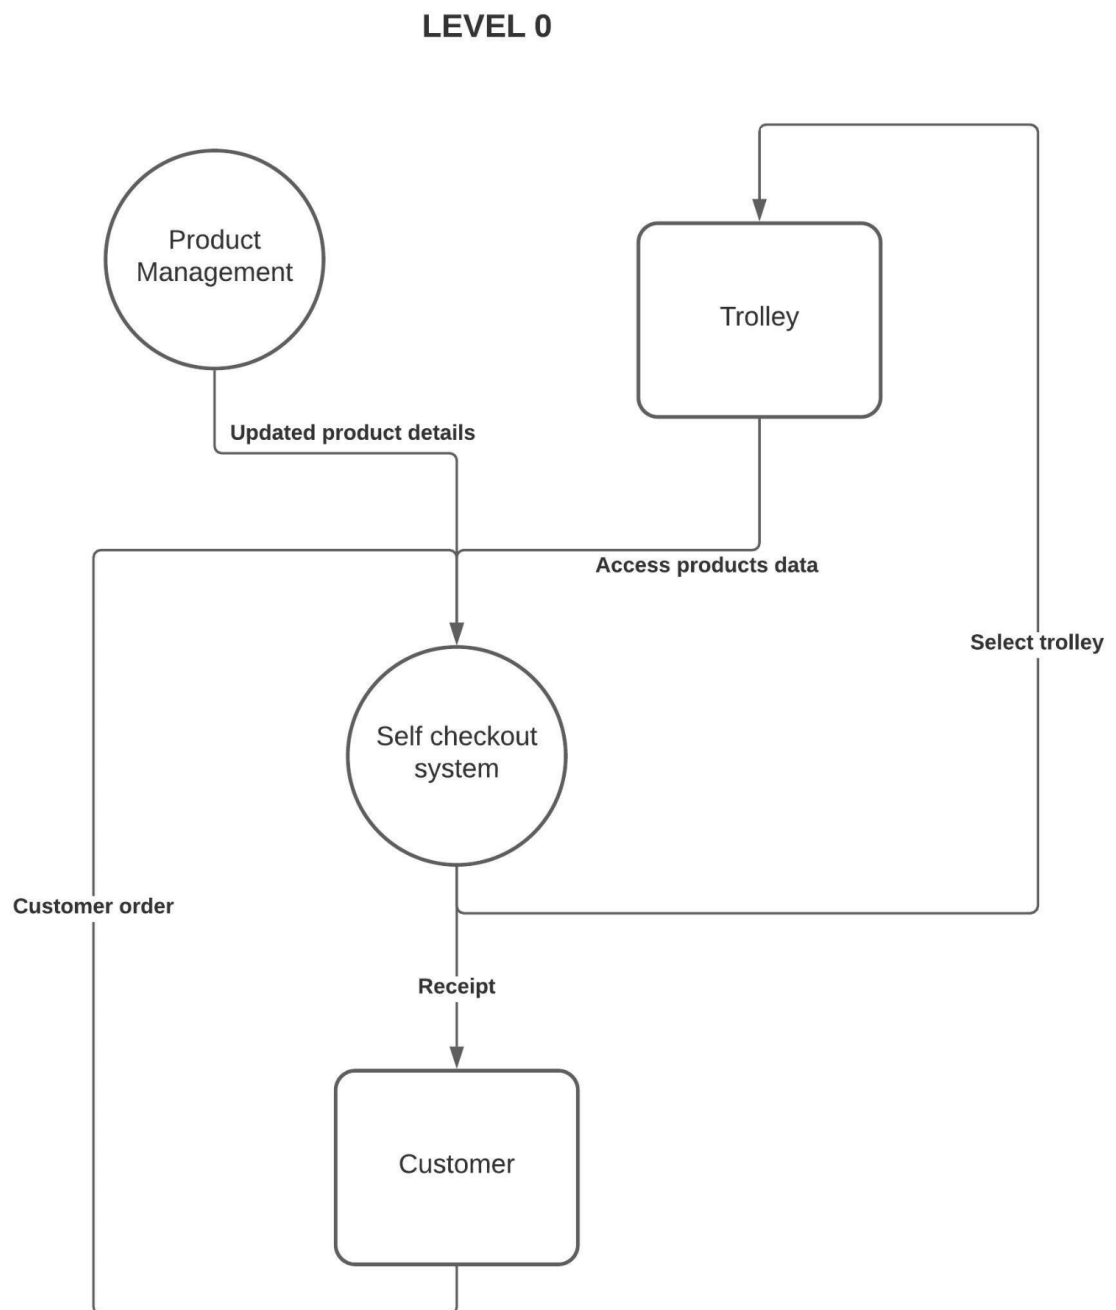 LEVEL 0
Product
Management
Trolley
Updated product details
Access products data
Select trolley
Self checkout
system
Customer order
Receipt
Customer